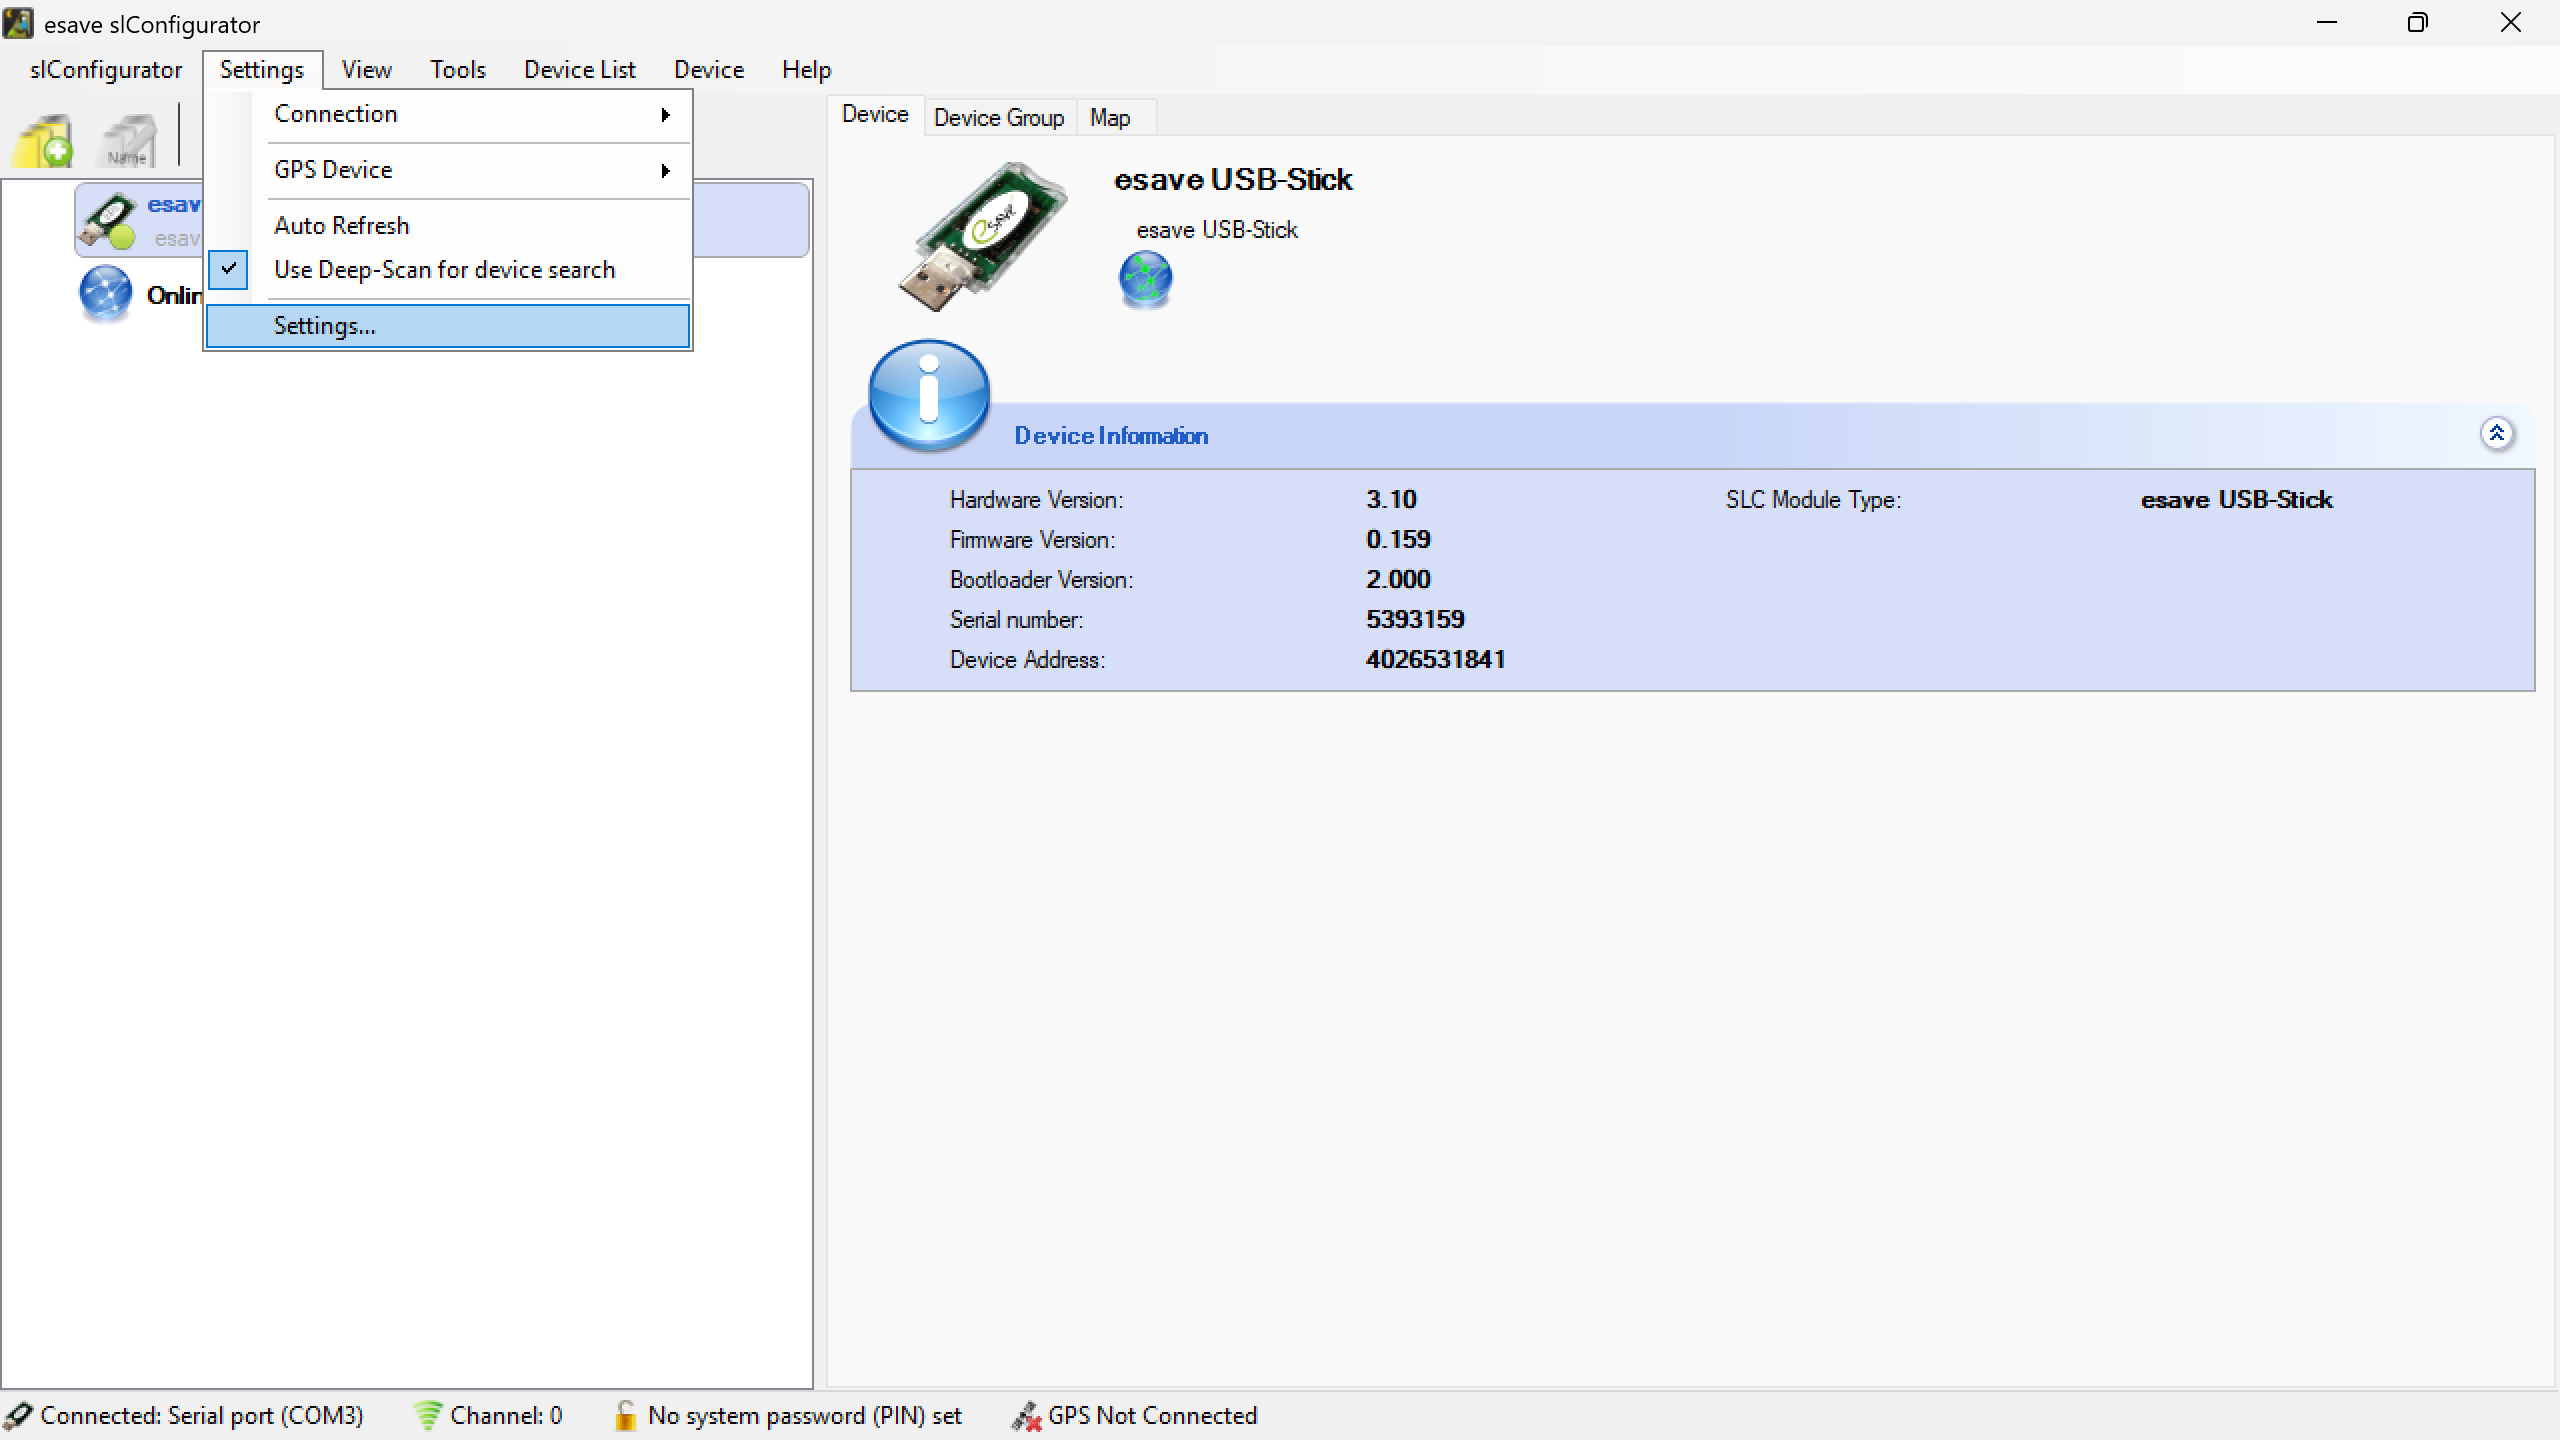 esave slConfigurator
slConfigurator Settings View Tools Device List Device Help
Connection
GPS Device
Auto Refresh
Use Deep-Scan for device search
Settings...
Name
esav
esav
Onlin
Device Device Group Map
esave USB-Stick
esave USB-Stick
esave
Device Information
Hardware Version: 3.10 SLC Module Type: esave USB-Stick
Firmware Version: 0.159
Bootloader Version: 2.000
Serial number: 5393159
Device Address: 4026531841
Connected: Serial port (COM3) Channel: 0 No system password (PIN) set GPS Not Connected